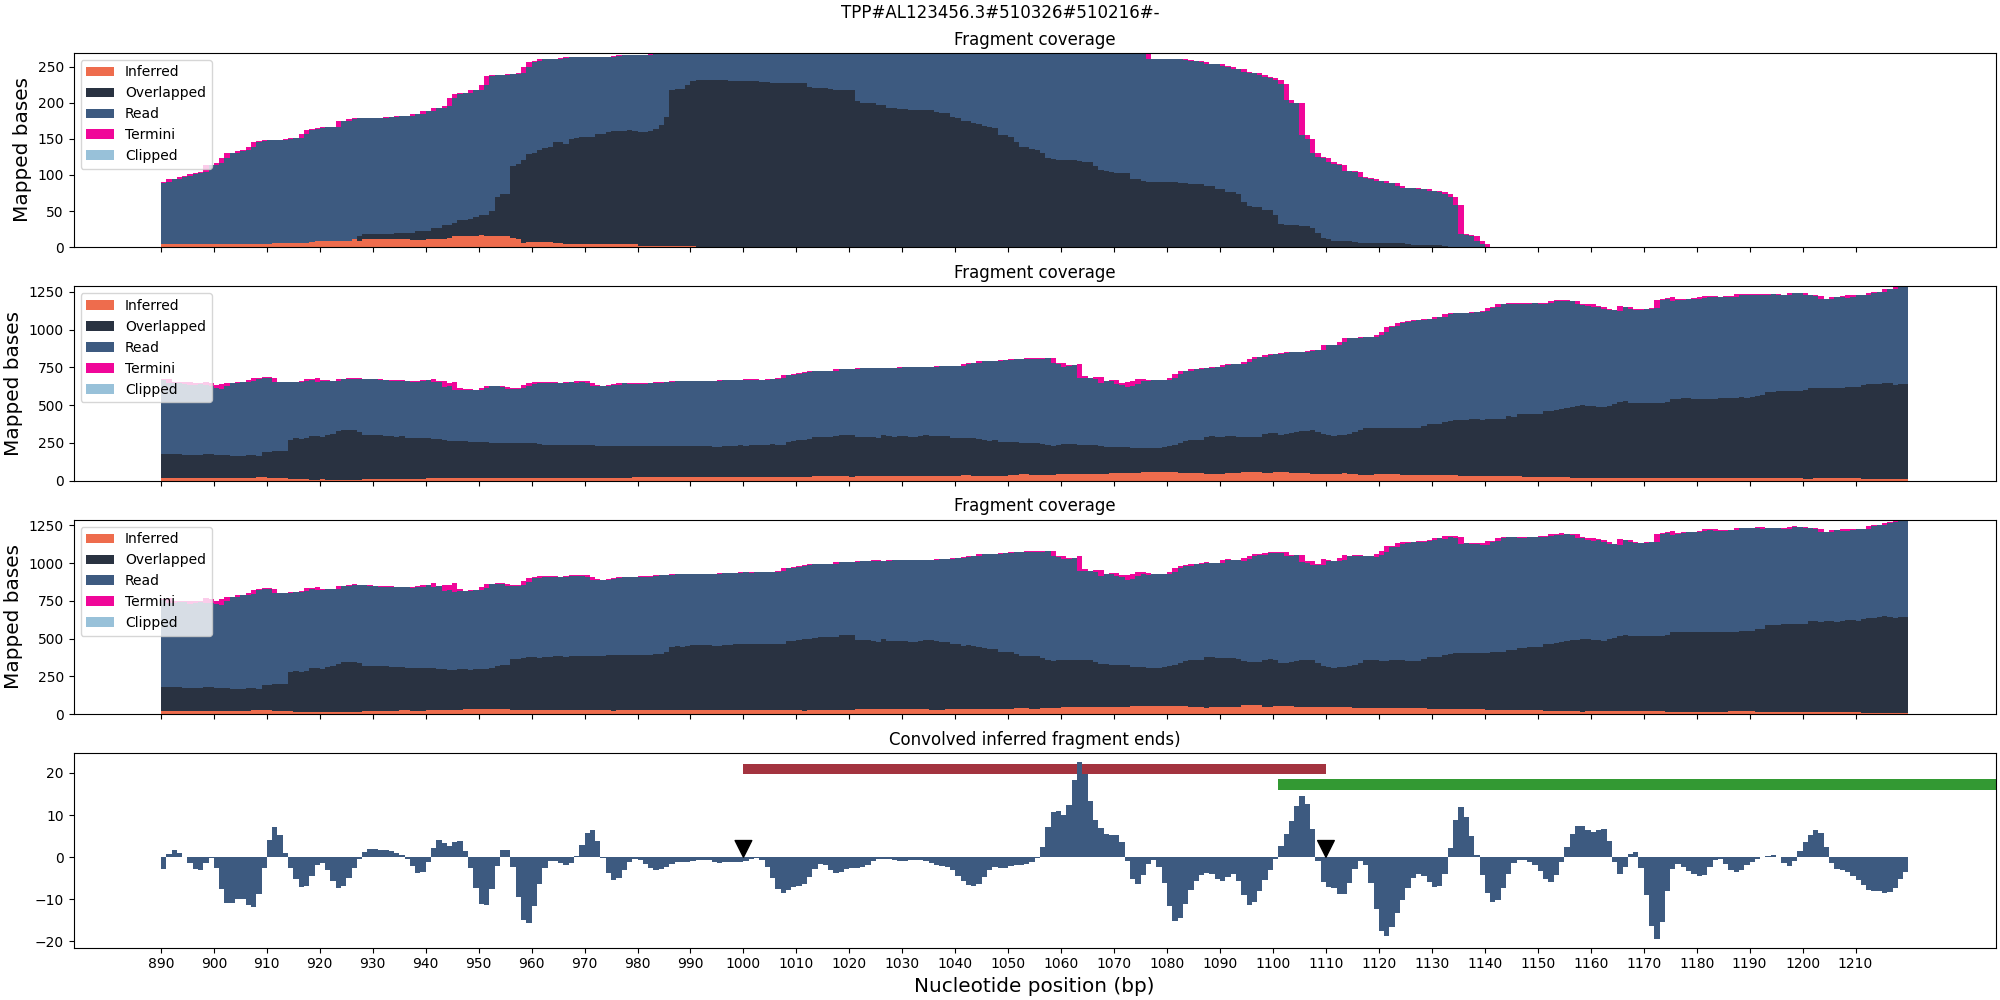 TPP#AL123456.3#510326#510216#-
Fragment coverage
Mapped bases
250
200
150
100
50
0
Inferred
Overlapped
Read
Termini
Clipped
Fragment coverage
Mapped bases
1250
1000
750
500
250
0
Inferred
Overlapped
Read
Termini
Clipped
Fragment coverage
Mapped bases
1250
1000
750
500
250
0
Inferred
Overlapped
Read
Termini
Clipped
Convolved inferred fragment ends)
20
10
0
−10
−20
890 900 910 920 930 940 950 960 970 980 990 1000 1010 1020 1030 1040 1050 1060 1070 1080 1090 1100 1110 1120 1130 1140 1150 1160 1170 1180 1190 1200 1210
Nucleotide position (bp)